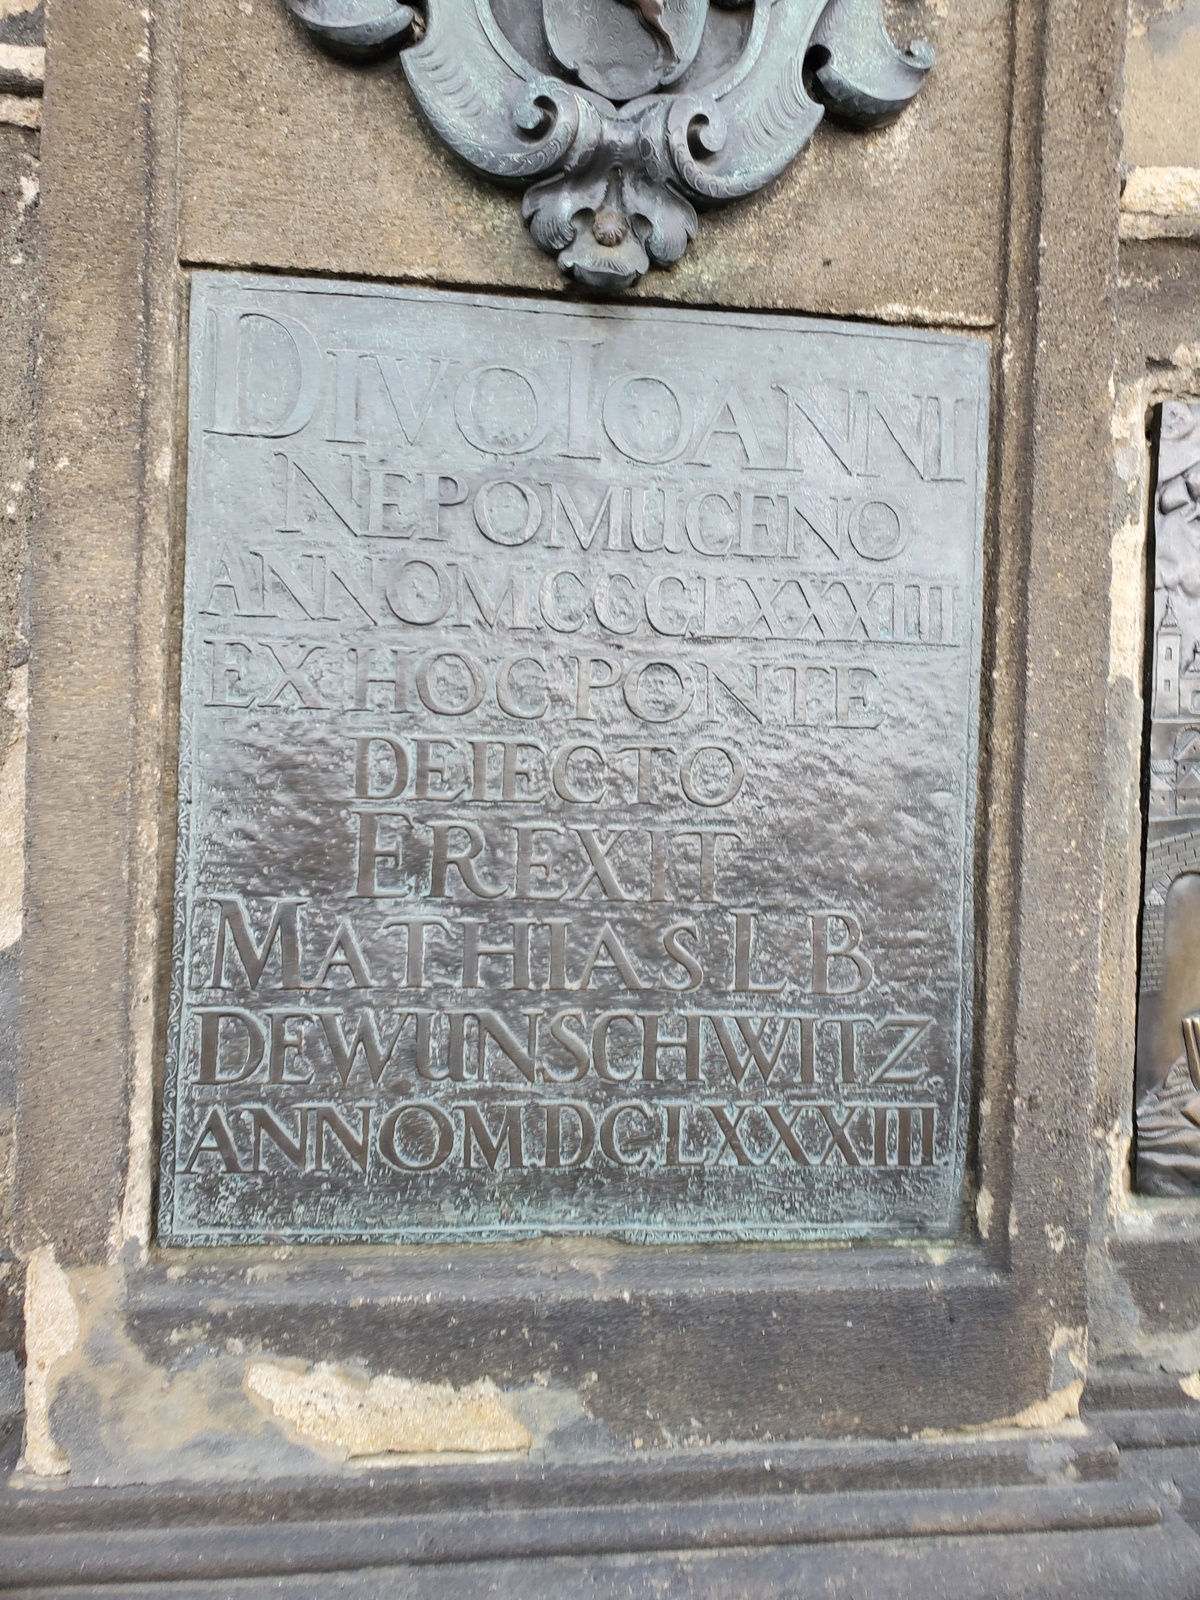 DIVO IOANNI
NEPOMUCENO
ANNO MCCCLXXXIII
EX HOC PONTE
DEIECTO
EREXIT
MATHIAS L B
DE WUNSCHWITZ
ANNO MDCLXXXIII